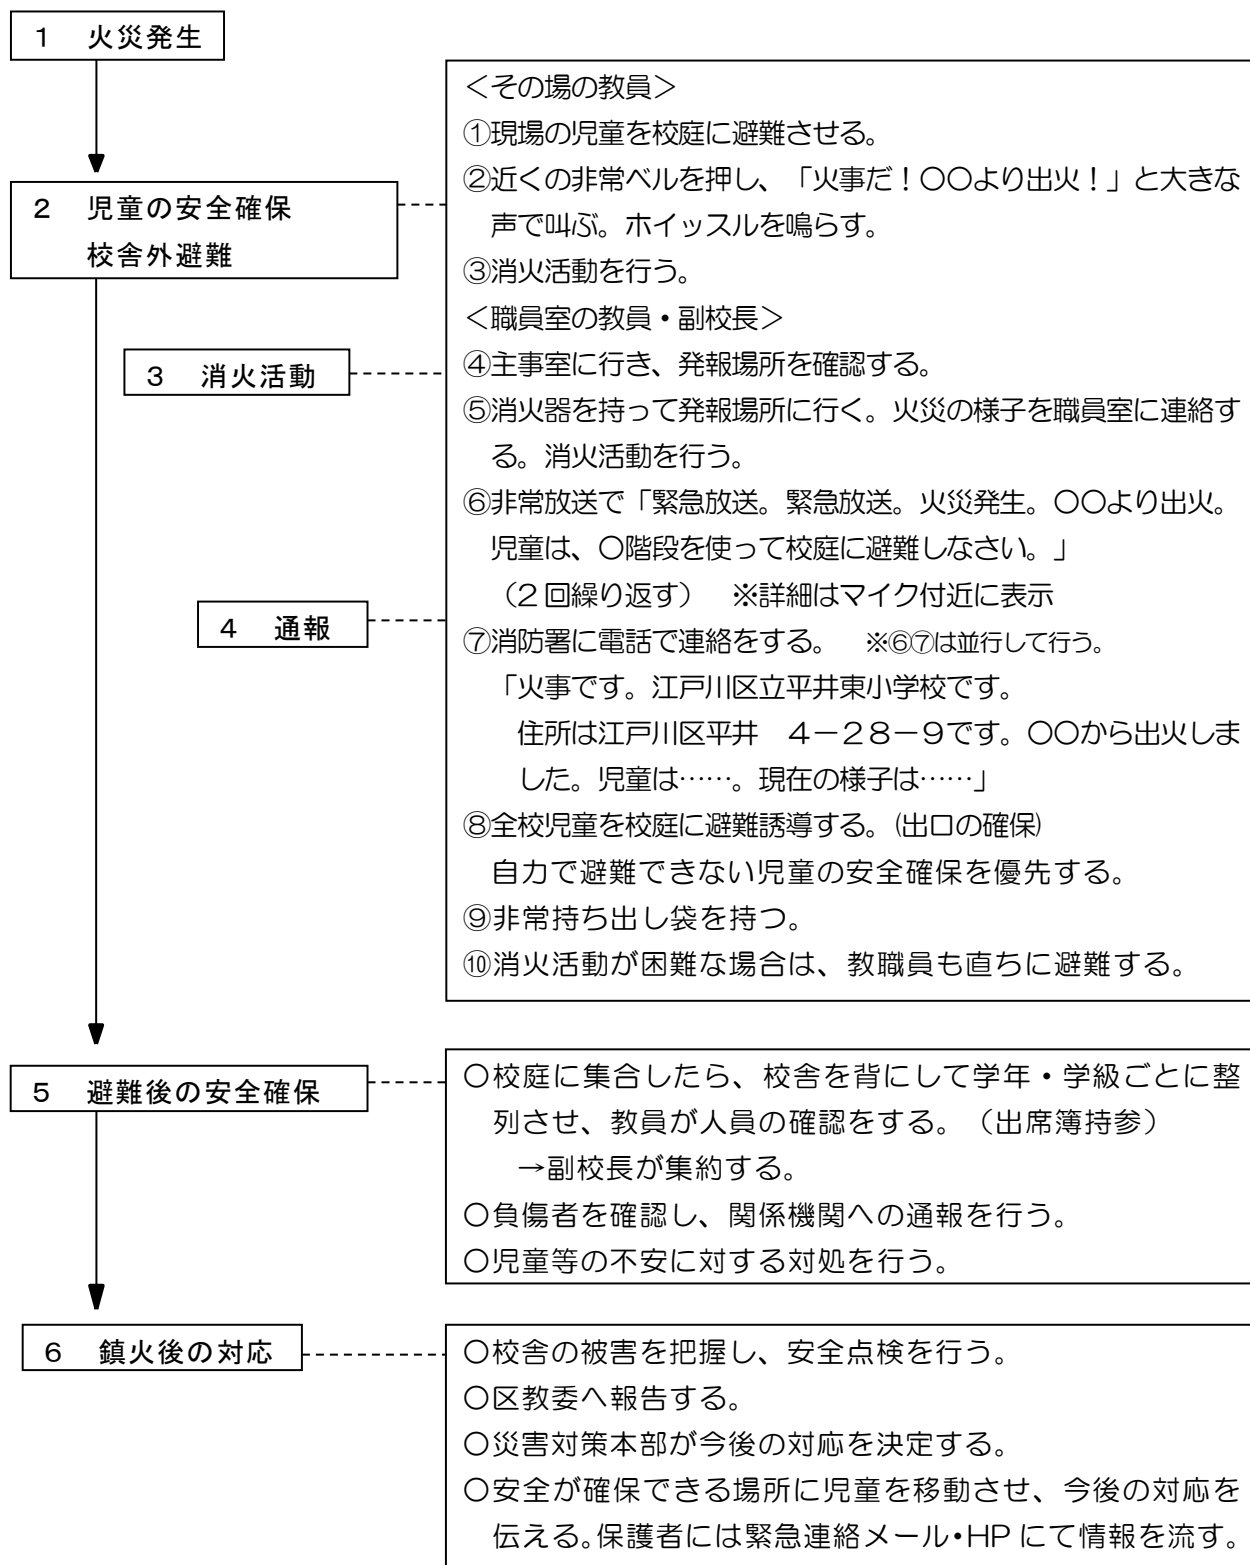 １　火災発生
＜その場の教員＞
①現場の児童を校庭に避難させる。
②近くの非常ベルを押し、「火事だ！〇〇より出火！」と大きな
声で叫ぶ。ホイッスルを鳴らす。
③消火活動を行う。
２　児童の安全確保
校舎外避難
＜職員室の教員・副校長＞
３　消火活動
④主事室に行き、発報場所を確認する。
⑤消火器を持って発報場所に行く。火災の様子を職員室に連絡す
る。消火活動を行う。
⑥非常放送で「緊急放送。緊急放送。火災発生。〇〇より出火。
児童は、〇階段を使って校庭に避難しなさい。」
（２回繰り返す）　※詳細はマイク付近に表示
４　通報
⑦消防署に電話で連絡をする。　※⑥⑦は並行して行う。
「火事です。江戸川区立平井東小学校です。
住所は江戸川区平井　４－２８－９です。〇〇から出火しま
した。児童は……。現在の様子は……」
⑧全校児童を校庭に避難誘導する。(出口の確保)
自力で避難できない児童の安全確保を優先する。
⑨非常持ち出し袋を持つ。
⑩消火活動が困難な場合は、教職員も直ちに避難する。
５　避難後の安全確保
〇校庭に集合したら、校舎を背にして学年・学級ごとに整
列させ、教員が人員の確認をする。（出席簿持参）
→副校長が集約する。
〇負傷者を確認し、関係機関への通報を行う。
〇児童等の不安に対する対処を行う。
６　鎮火後の対応
〇校舎の被害を把握し、安全点検を行う。
〇区教委へ報告する。
〇災害対策本部が今後の対応を決定する。
〇安全が確保できる場所に児童を移動させ、今後の対応を
伝える。保護者には緊急連絡メール・HP にて情報を流す。